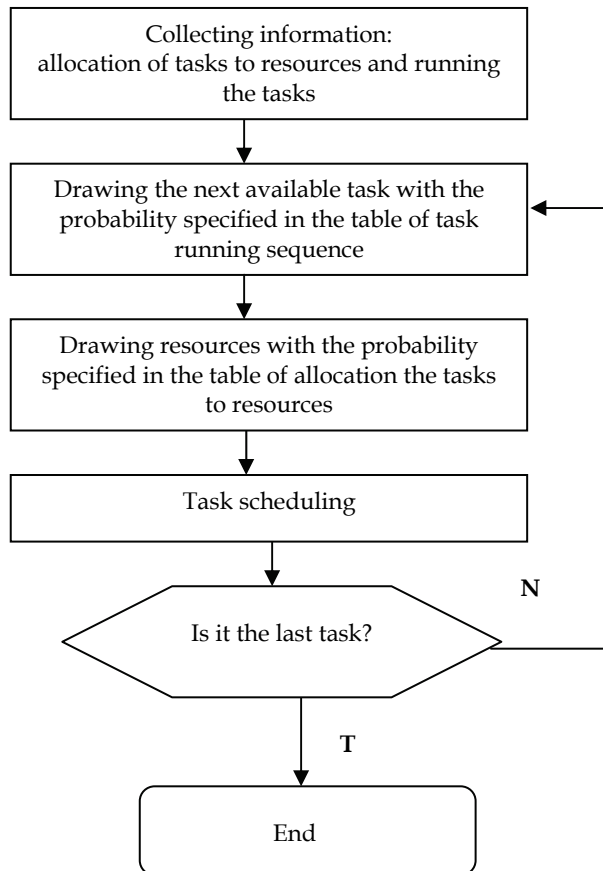 Collecting information:
allocation of tasks to resources and running
the tasks
Drawing the next available task with the
probability specified in the table of task
running sequence
Drawing resources with the probability
specified in the table of allocation the tasks
to resources
Task scheduling
N
Is it the last task?
T
End